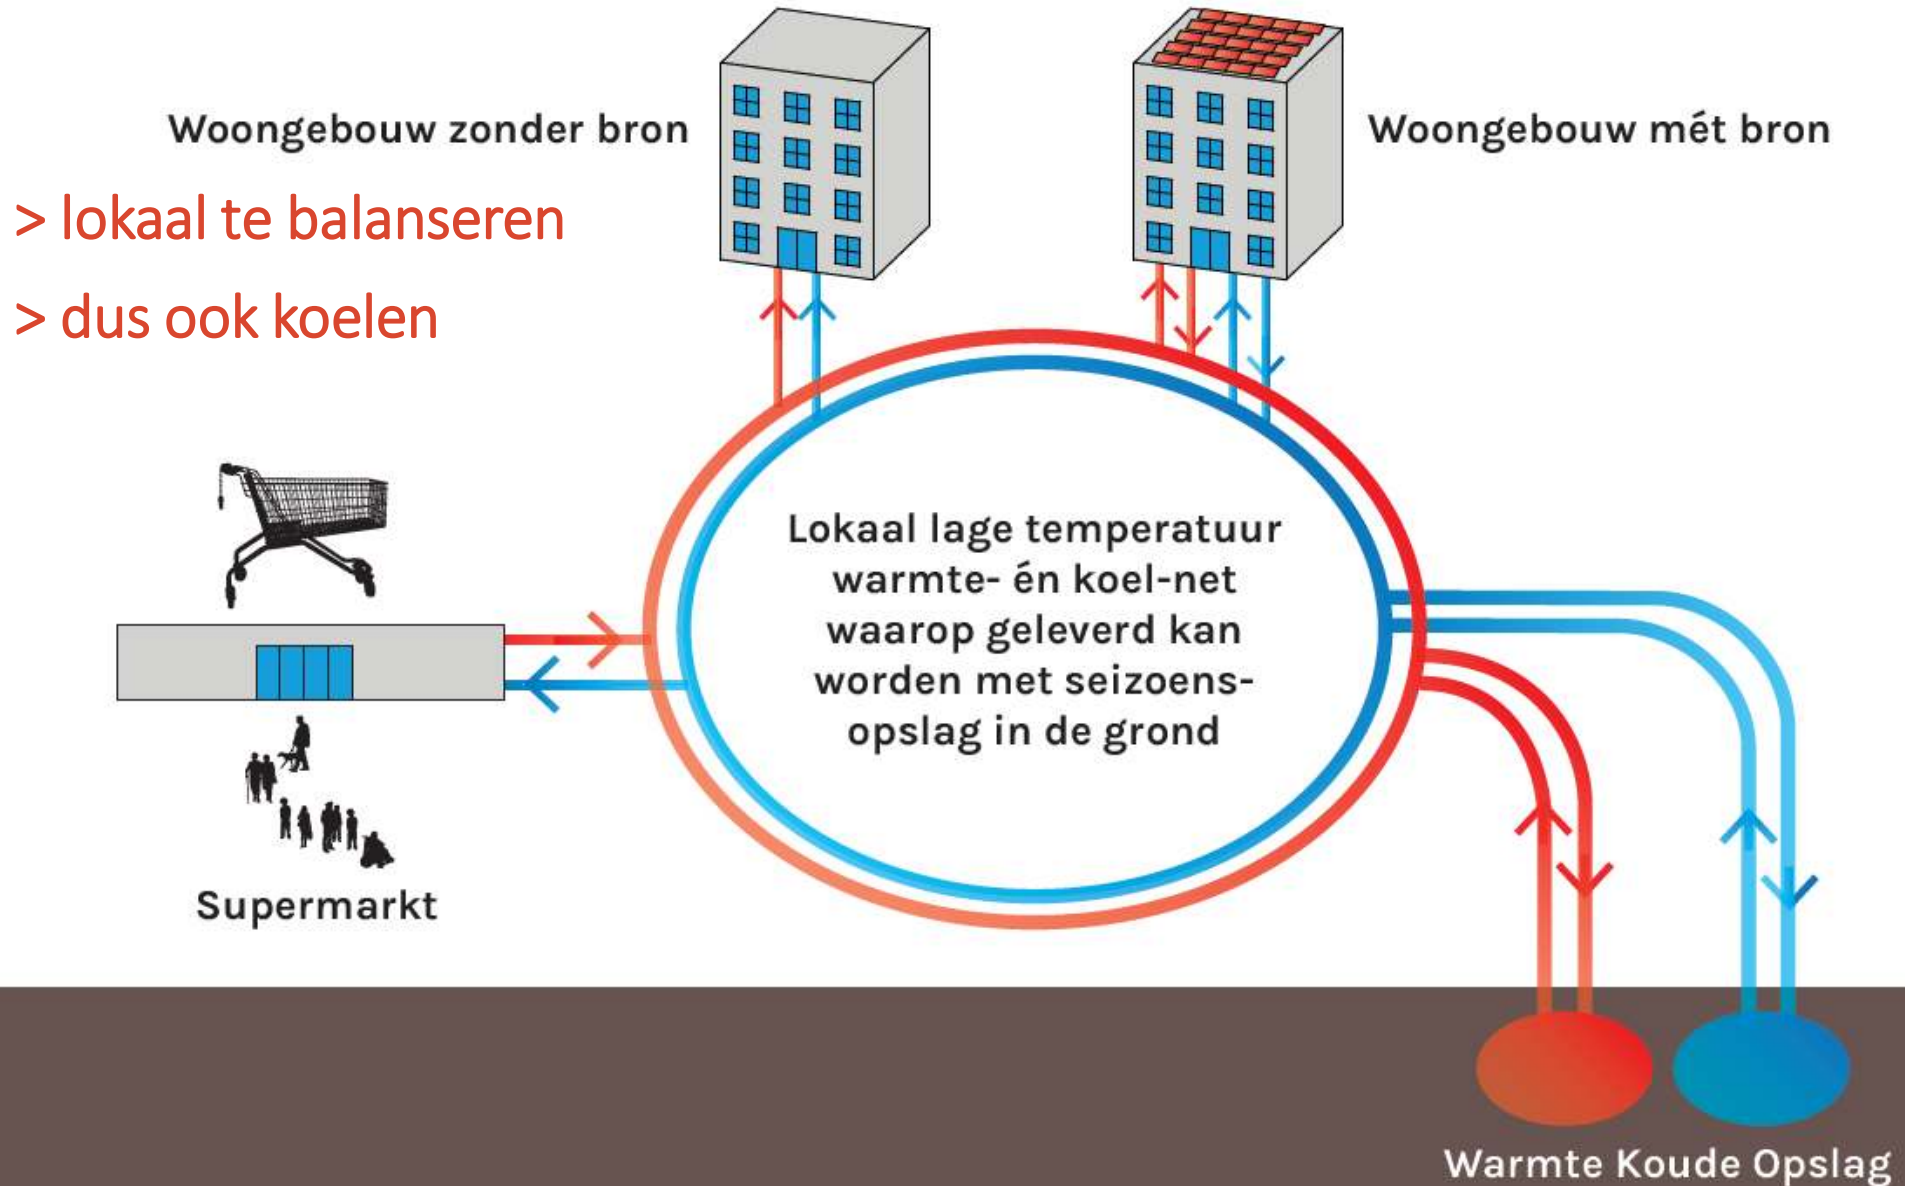 Woongebouw zonder bron
Woongebouw mét bron
> lokaal te balanseren
> dus ook koelen
Lokaal lage temperatuur
warmte- én koel-net
waarop geleverd kan
worden met seizoens-
opslag in de grond
Supermarkt
Warmte Koude Opslag